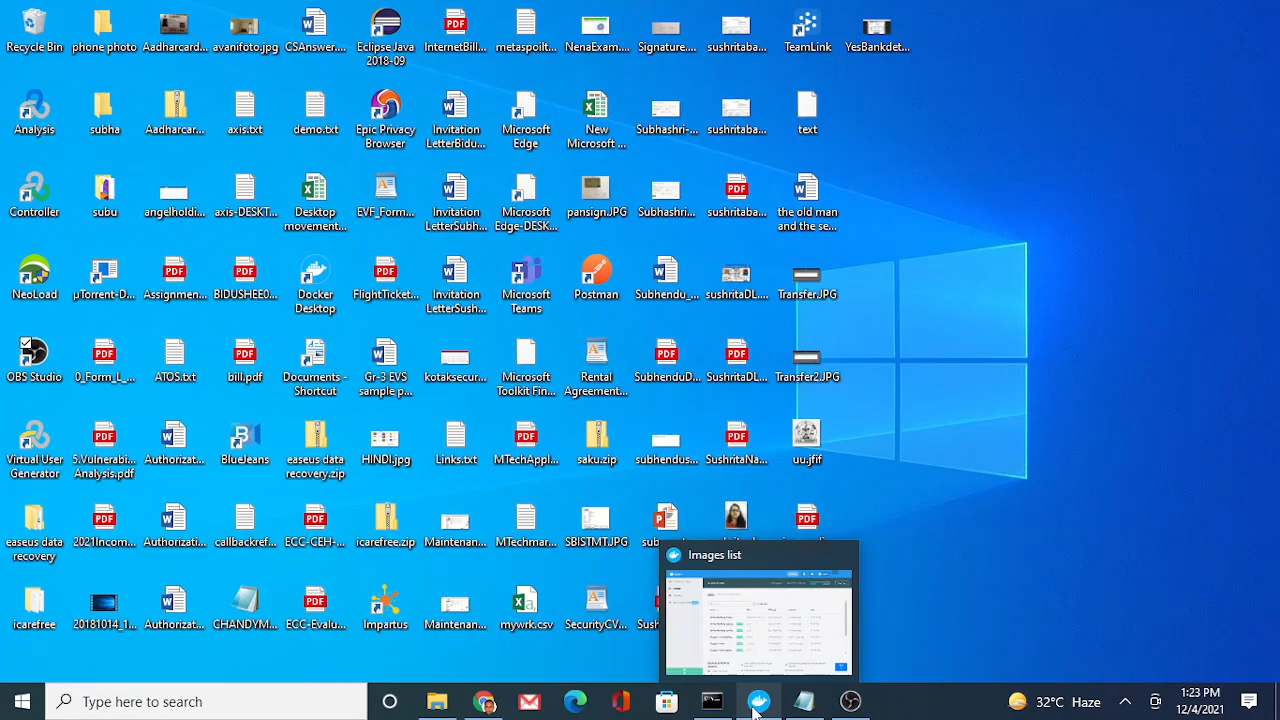 Recycle Bin
phone photo
Aadharcard...
avanifoto.jpg
CSAnswer....
Eclipse Java
2018-09
InternetBill...
metaspoilt...
NenaExam....
Signature....
sushritaba...
TeamLink
YesBankdet...
Analysis
subha
Aadharcar...
axis.txt
demo.txt
Epic Privacy
Browser
Invitation
LetterBidu...
Microsoft
Edge
New
Microsoft ...
Subhashri-...
sushritaba...
text
Controller
subu
angelholdi...
axis-DESKT...
Desktop
movement...
EVF_Form...
Invitation
LetterSubh...
Microsoft
Edge-DESK...
pansign.JPG
Subhashri...
sushritaba...
the old man
and the se...
NeoLoad
µTorrent-D...
Assignmen...
BIDUSHEE0...
Docker
Desktop
FlightTicket...
Invitation
LetterSush...
Microsoft
Teams
Postman
Subhendu_...
sushritaDL....
Transfer.JPG
OBS Studio
0_Form_L_...
ATOS.txt
bill.pdf
Documents -
Shortcut
Gr-3 EVS
sample p...
kotaksecur...
Microsoft
Toolkit Fin...
Rental
Agreement...
SubhenduD...
SushritaDL...
Transfer2.JPG
Virtual User
Generator
5.Vulnerabi...
Analysis.pdf
Authorizat...
BlueJeans
easeus data
recovery.zip
HINDI.jpg
Links.txt
MTechAppl...
saku.zip
subhendus...
SushritaNa...
uu.jfif
easeus data
recovery
2021Incom...
Authorizati...
callbackref...
ECC-CEH-...
icarefree.zip
Maintenan...
MTechmar...
SBISTMT.jpg
Images list
CHANDYM...
ECC-Evalu...
Impartus
SecurityCV...
Type here to search
32°C Haze
1:23 PM
12/4/2021